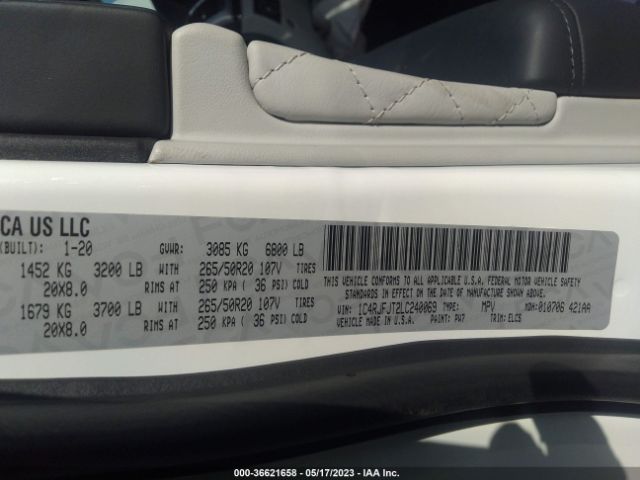 CA US LLC
(BUILT): 1-20 GVWR: 3085 KG 6800 LB
1452 KG 3200 LB WITH 265/50R20 107V TIRES
20X8.0 RIMS AT 250 KPA ( 36 PSI) COLD
1679 KG 3700 LB WITH 265/50R20 107V TIRES
20X8.0 RIMS AT 250 KPA ( 36 PSI) COLD
THIS VEHICLE CONFORMS TO ALL APPLICABLE U.S.A. FEDERAL MOTOR VEHICLE SAFETY
STANDARDS IN EFFECT ON THE DATE OF MANUFACTURE SHOWN ABOVE.
VIN: 1C4RJFJT2LC240069 TYPE: MPV MDH: 010706 421AA
VEHICLE MADE IN U.S.A. PAINT: PW7 TRIM: ELC5
000-36621658 - 05/17/2023 - IAA Inc.